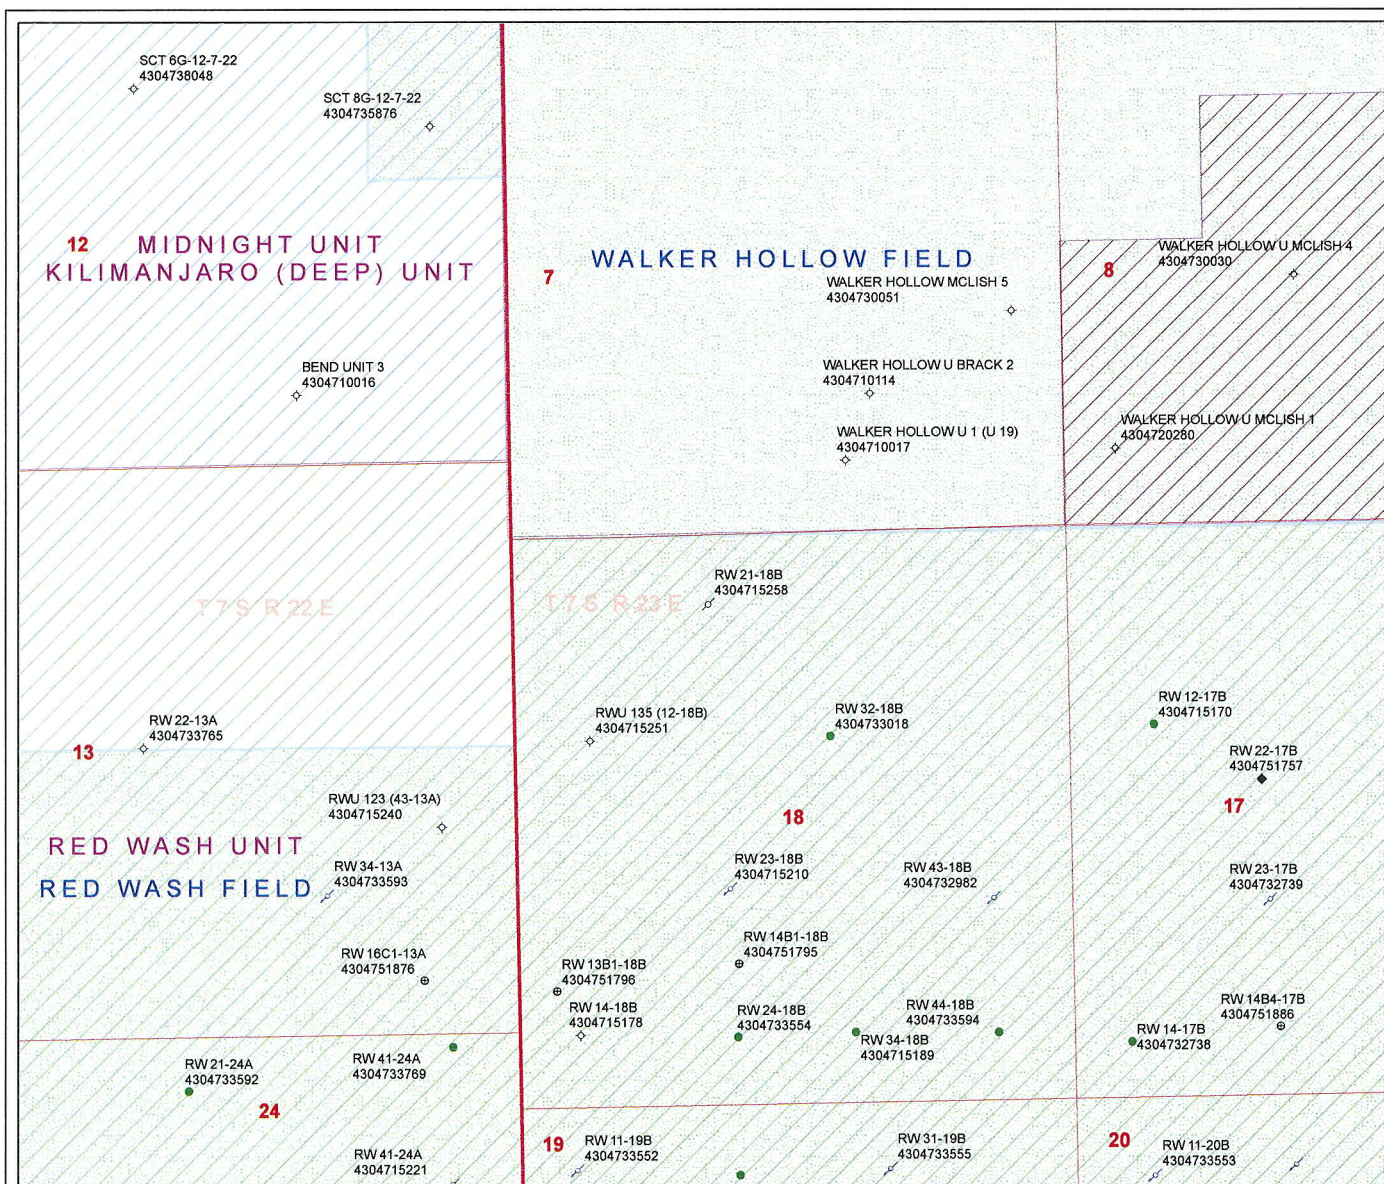 SCT 6G-12-7-22
4304738048
SCT 8G-12-7-22
4304735876
12
MIDNIGHT UNIT
KILIMANJARO (DEEP) UNIT
7
WALKER HOLLOW FIELD
8
WALKER HOLLOW U MCLISH 4
4304730030
WALKER HOLLOW MCLISH 5
4304730051
BEND UNIT 3
4304710016
WALKER HOLLOW U BRACK 2
4304710114
WALKER HOLLOW U 1 (U 19)
4304710017
WALKER HOLLOW U MCLISH 1
4304720280
T 7 S R 22 E
T 7 S R 23 E
RW 21-18B
4304715258
RW 22-13A
4304733765
13
RWU 135 (12-18B)
4304715251
RW 32-18B
4304733018
RW 12-17B
4304715170
RW 22-17B
4304751757
18
17
RWU 123 (43-13A)
4304715240
RED WASH UNIT
RED WASH FIELD
RW 34-13A
4304733593
RW 23-18B
4304715210
RW 43-18B
4304732982
RW 23-17B
4304732739
RW 16C1-13A
4304751876
RW 14B1-18B
4304751795
RW 13B1-18B
4304751796
RW 14-18B
4304715178
RW 24-18B
4304733554
RW 44-18B
4304733594
RW 34-18B
4304715189
RW 14B4-17B
4304751886
RW 14-17B
4304732738
RW 21-24A
4304733592
RW 41-24A
4304733769
24
19
20
RW 41-24A
4304715221
RW 11-19B
4304733552
RW 31-19B
4304733555
RW 11-20B
4304733553